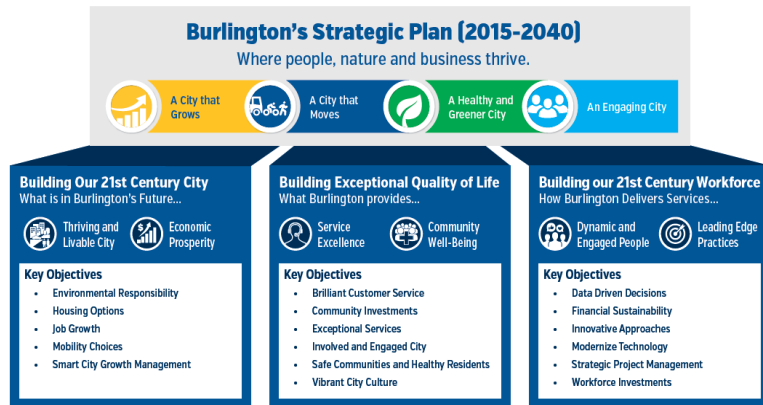 Burlington's Strategic Plan (2015-2040)
Where people, nature and business thrive.
A City that
Grows
A City that
Moves
A Healthy and
Greener City
An Engaging City
Building Our 21st Century City
What is in Burlington's Future...
Thriving and
Livable City
Economic
Prosperity
Key Objectives
• Environmental Responsibility
• Housing Options
• Job Growth
• Mobility Choices
• Smart City Growth Management
Building Exceptional Quality of Life
What Burlington provides...
Service
Excellence
Community
Well-Being
Key Objectives
• Brilliant Customer Service
• Community Investments
• Exceptional Services
• Involved and Engaged City
• Safe Communities and Healthy Residents
• Vibrant City Culture
Building our 21st Century Workforce
How Burlington Delivers Services...
Dynamic and
Engaged People
Leading Edge
Practices
Key Objectives
• Data Driven Decisions
• Financial Sustainability
• Innovative Approaches
• Modernize Technology
• Strategic Project Management
• Workforce Investments